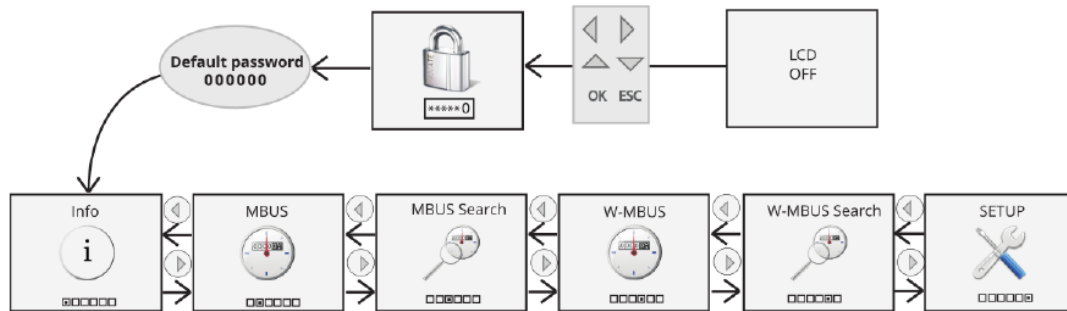 Default password
000000
*****0
OK ESC
LCD
OFF
Info
i
MBUS
MBUS Search
W-MBUS
W-MBUS Search
SETUP